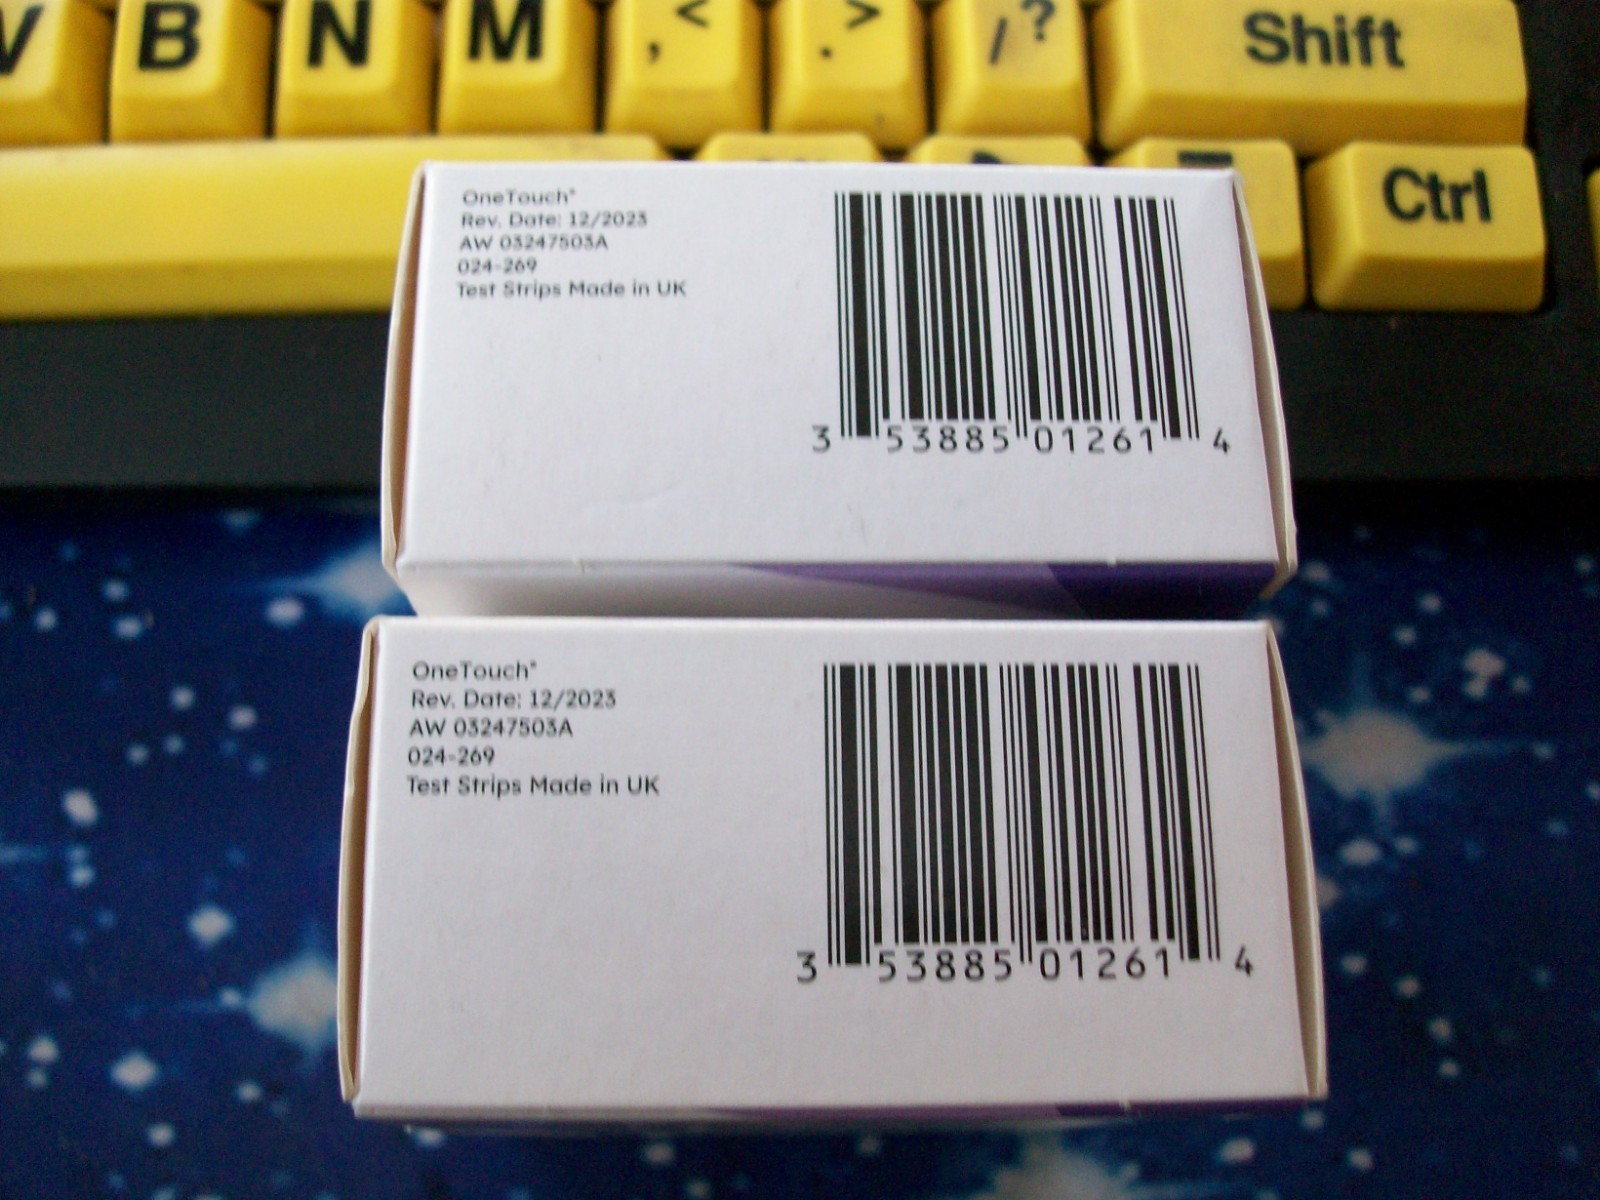 V B N M , < . > / ? Shift
Ctrl
OneTouch®
Rev. Date: 12/2023
AW 03247503A
024-269
Test Strips Made in UK
3 53885 01261 4
OneTouch®
Rev. Date: 12/2023
AW 03247503A
024-269
Test Strips Made in UK
3 53885 01261 4